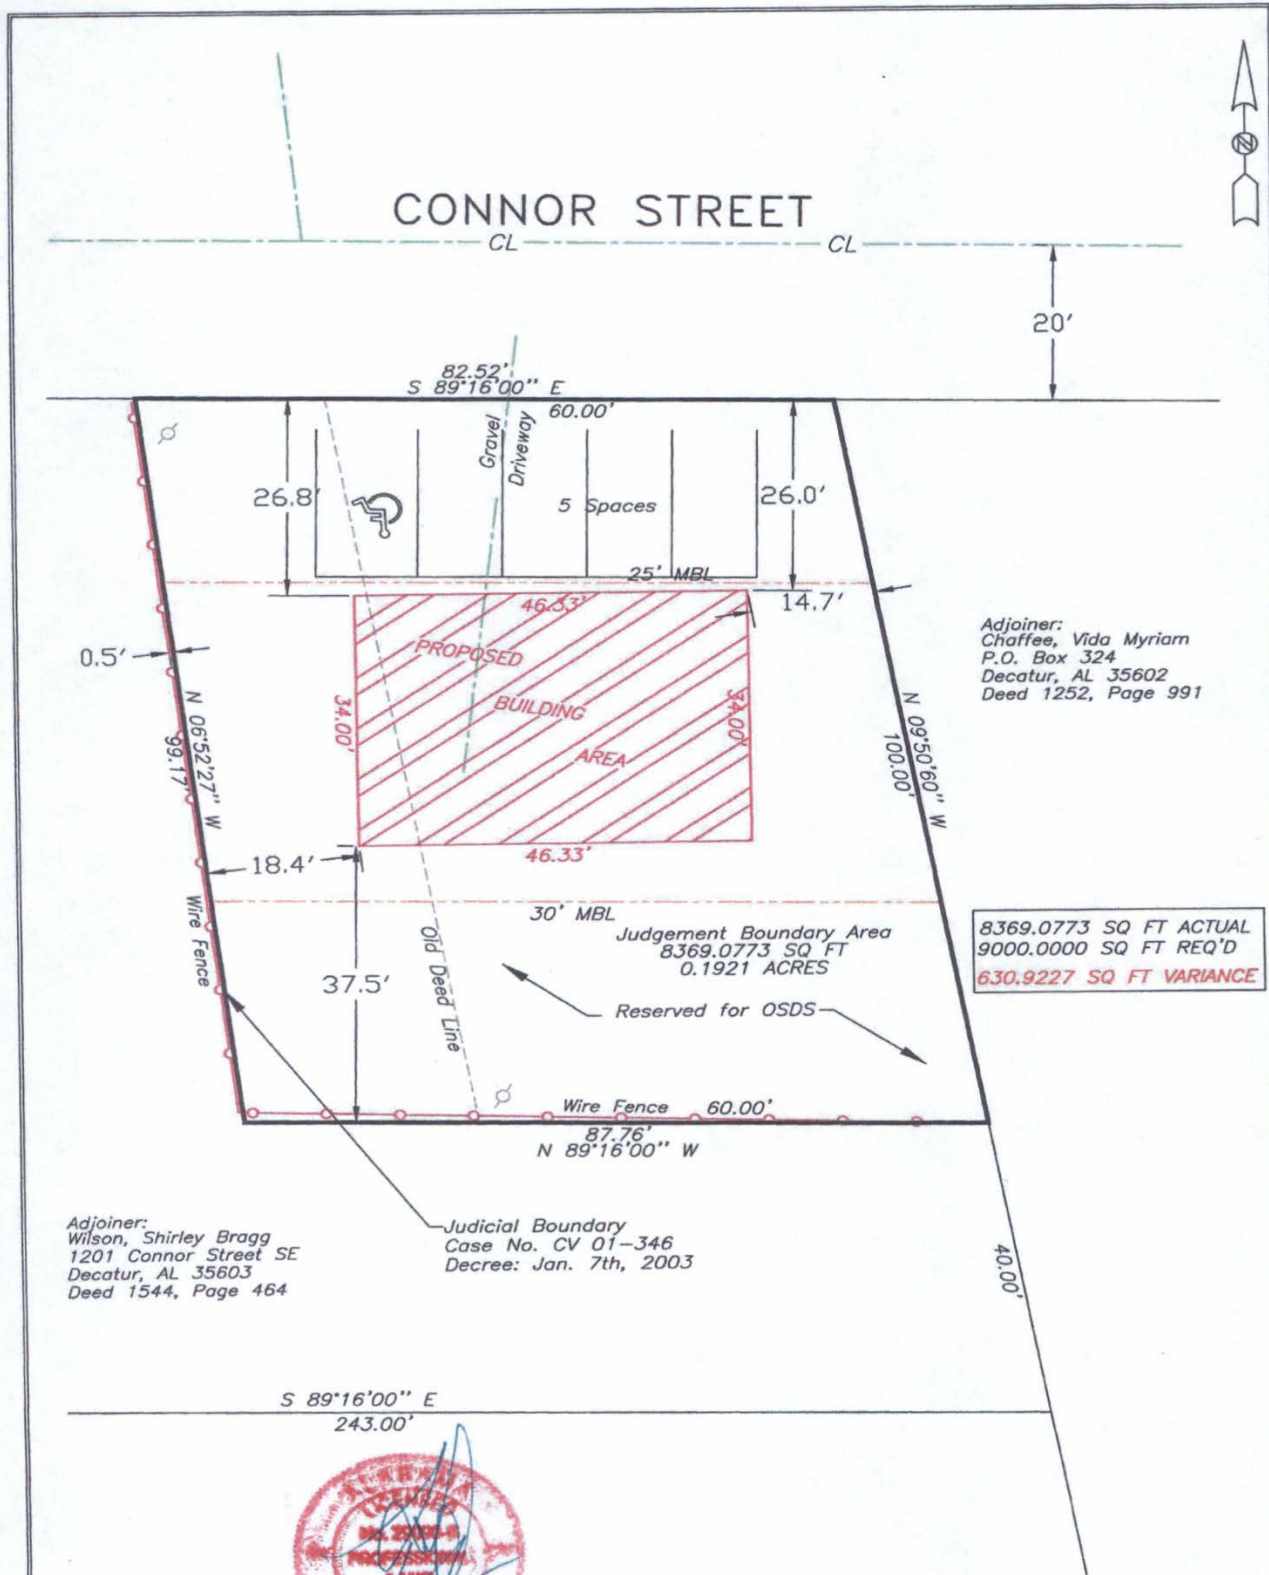 CONNOR STREET
CL
CL
20'
82.52'
S 89°16'00" E
60.00'
Gravel
Driveway
26.8'
26.0'
5 Spaces
25' MBL
46.33'
14.7'
0.5'
PROPOSED
BUILDING
AREA
34.00'
34.00'
Adjoiner:
Chaffee, Vida Myriam
P.O. Box 324
Decatur, AL 35602
Deed 1252, Page 991
N 06°52'27" W
99.17'
N 09°50'60" W
100.00'
46.33'
18.4'
Wire Fence
30' MBL
Judgement Boundary Area
8369.0773 SQ FT
0.1921 ACRES
8369.0773 SQ FT ACTUAL
9000.0000 SQ FT REQ'D
630.9227 SQ FT VARIANCE
37.5'
Old Deed Line
Reserved for OSDS
Wire Fence
60.00'
87.76'
N 89°16'00" W
Adjoiner:
Wilson, Shirley Bragg
1201 Connor Street SE
Decatur, AL 35603
Deed 1544, Page 464
Judicial Boundary
Case No. CV 01-346
Decree: Jan. 7th, 2003
40.00'
S 89°16'00" E
243.00'
ALABAMA
LICENSED
PROFESSIONAL